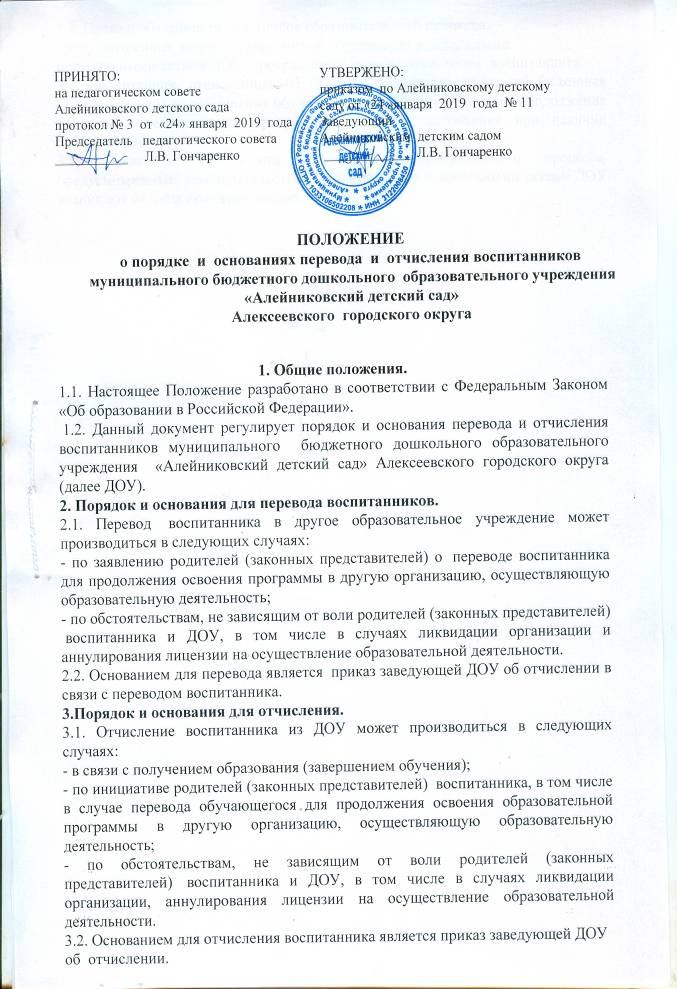 ПРИНЯТО:
на педагогическом совете
Алейниковского детского сада
протокол № 3 от «24» января 2019 года
Председатель педагогического совета
Л.В. Гончаренко
УТВЕРЖЕНО:
приказом по Алейниковскому детскому
саду от «24» января 2019 года № 11
Заведующий
Алейниковским детским садом
Л.В. Гончаренко
АЛЕЙНИКОВСКИЙ
ДЕТСКИЙ
САД
ПОЛОЖЕНИЕ
о порядке и основаниях перевода и отчисления воспитанников
муниципального бюджетного дошкольного образовательного учреждения
«Алейниковский детский сад»
Алексеевского городского округа
1. Общие положения.
1.1. Настоящее Положение разработано в соответствии с Федеральным Законом
«Об образовании в Российской Федерации».
1.2. Данный документ регулирует порядок и основания перевода и отчисления
воспитанников муниципального бюджетного дошкольного образовательного
учреждения «Алейниковский детский сад» Алексеевского городского округа
(далее ДОУ).
2. Порядок и основания для перевода воспитанников.
2.1. Перевод воспитанника в другое образовательное учреждение может
производиться в следующих случаях:
- по заявлению родителей (законных представителей) о переводе воспитанника
для продолжения освоения программы в другую организацию, осуществляющую
образовательную деятельность;
- по обстоятельствам, не зависящим от воли родителей (законных представителей)
воспитанника и ДОУ, в том числе в случаях ликвидации организации и
аннулирования лицензии на осуществление образовательной деятельности.
2.2. Основанием для перевода является приказ заведующей ДОУ об отчислении в
связи с переводом воспитанника.
3.Порядок и основания для отчисления.
3.1. Отчисление воспитанника из ДОУ может производиться в следующих
случаях:
- в связи с получением образования (завершением обучения);
- по инициативе родителей (законных представителей) воспитанника, в том числе
в случае перевода обучающегося для продолжения освоения образовательной
программы в другую организацию, осуществляющую образовательную
деятельность;
- по обстоятельствам, не зависящим от воли родителей (законных
представителей) воспитанника и ДОУ, в том числе в случаях ликвидации
организации, аннулирования лицензии на осуществление образовательной
деятельности.
3.2. Основанием для отчисления воспитанника является приказ заведующей ДОУ
об отчислении.